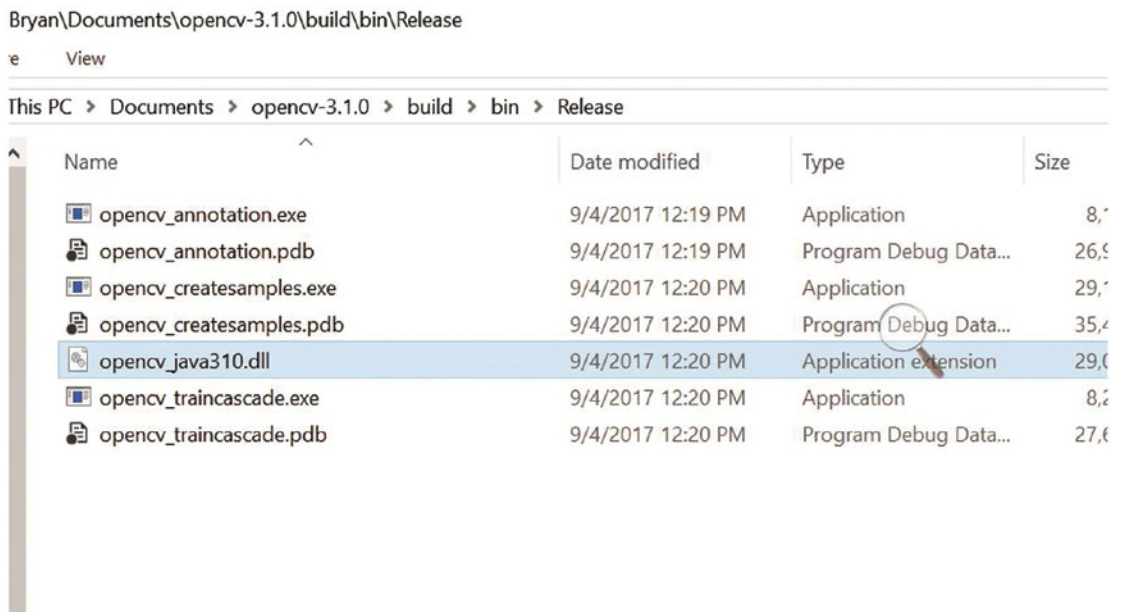 Bryan\Documents\opencv-3.1.0\build\bin\Release
View
This PC > Documents > opencv-3.1.0 > build > bin > Release
Name Date modified Type Size
opencv_annotation.exe 9/4/2017 12:19 PM Application
opencv_annotation.pdb 9/4/2017 12:19 PM Program Debug Data...
opencv_createsamples.exe 9/4/2017 12:20 PM Application
opencv_createsamples.pdb 9/4/2017 12:20 PM Program Debug Data...
opencv_java310.dll 9/4/2017 12:20 PM Application extension
opencv_traincascade.exe 9/4/2017 12:20 PM Application
opencv_traincascade.pdb 9/4/2017 12:20 PM Program Debug Data...